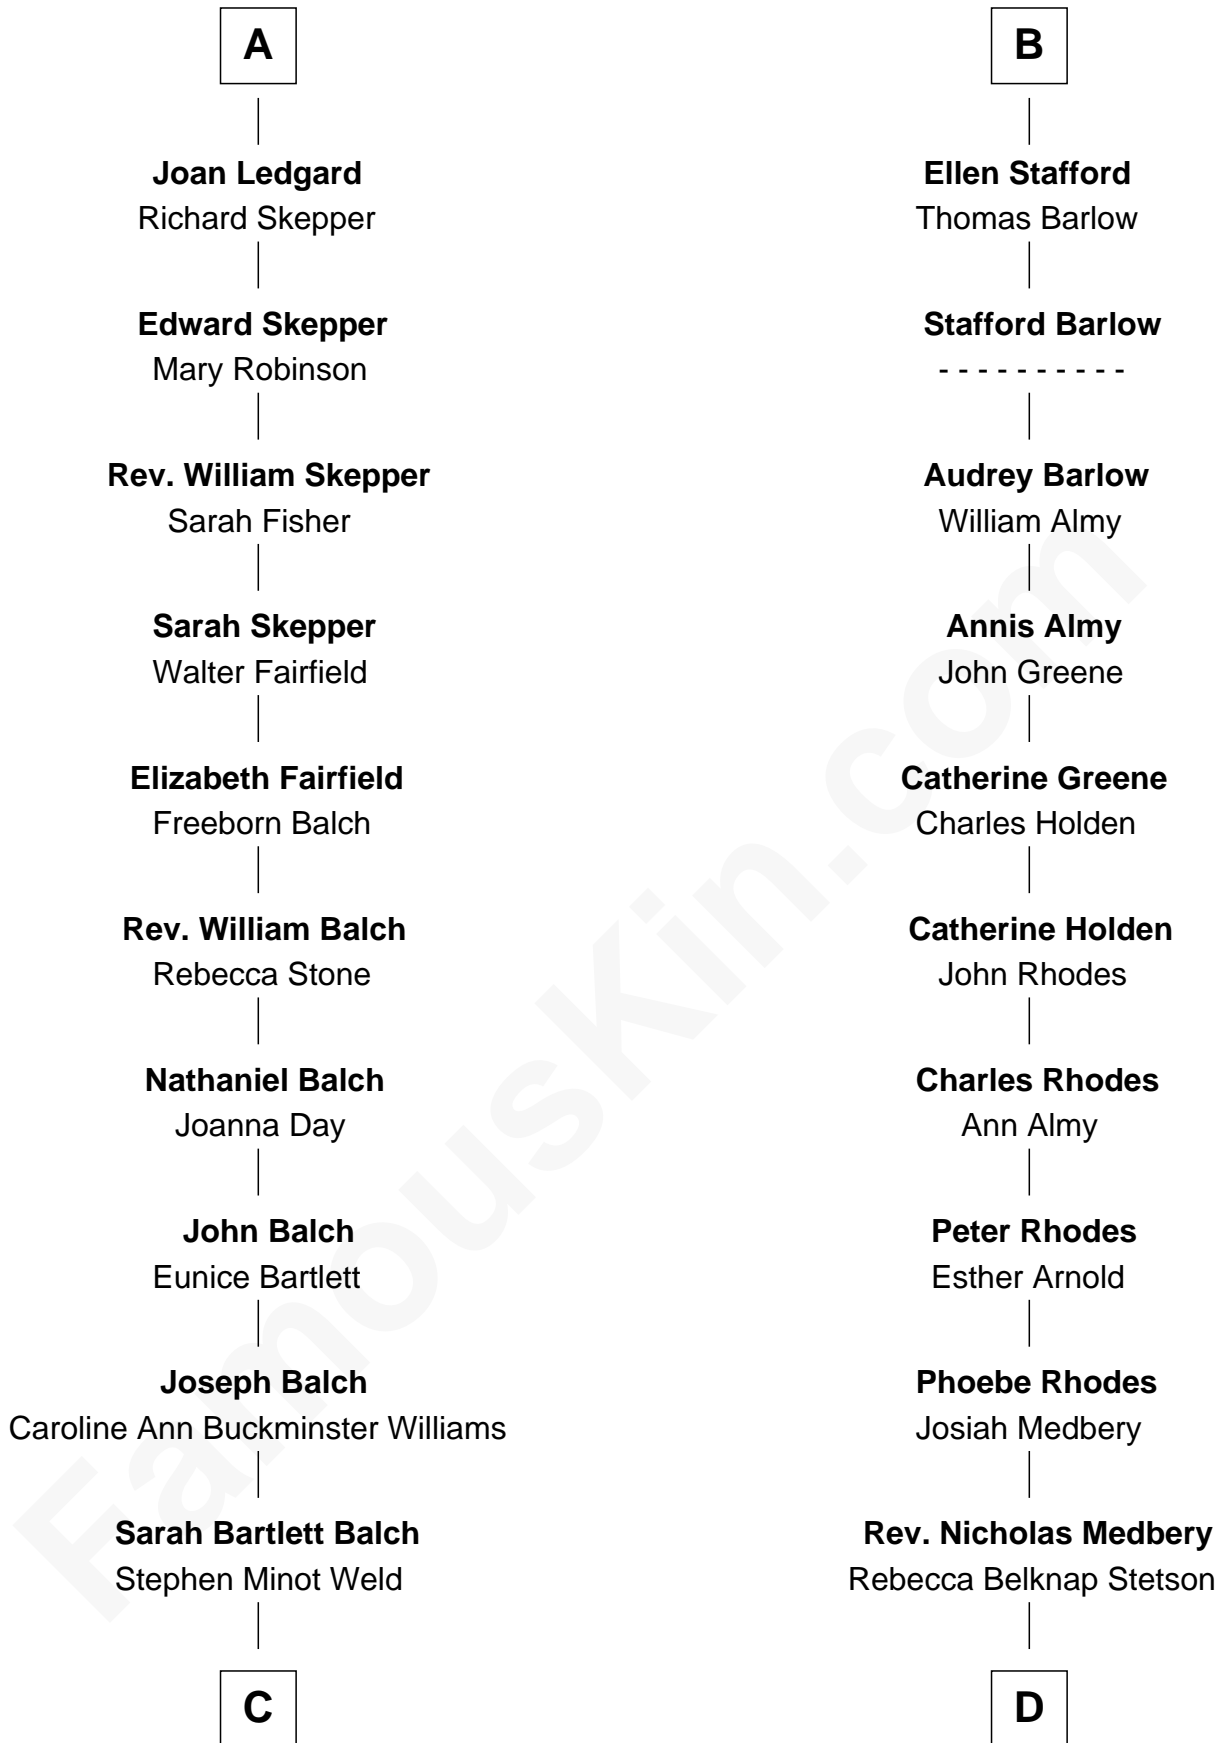 A
Joan Ledgard
Richard Skepper
Edward Skepper
Mary Robinson
Rev. William Skepper
Sarah Fisher
Sarah Skepper
Walter Fairfield
Elizabeth Fairfield
Freeborn Balch
Rev. William Balch
Rebecca Stone
Nathaniel Balch
Joanna Day
John Balch
Eunice Bartlett
Joseph Balch
Caroline Ann Buckminster Williams
Sarah Bartlett Balch
Stephen Minot Weld
C
B
Ellen Stafford
Thomas Barlow
Stafford Barlow
- - - - - - - - - -
Audrey Barlow
William Almy
Annis Almy
John Greene
Catherine Greene
Charles Holden
Catherine Holden
John Rhodes
Charles Rhodes
Ann Almy
Peter Rhodes
Esther Arnold
Phoebe Rhodes
Josiah Medbery
Rev. Nicholas Medbery
Rebecca Belknap Stetson
D
FamousKin.com